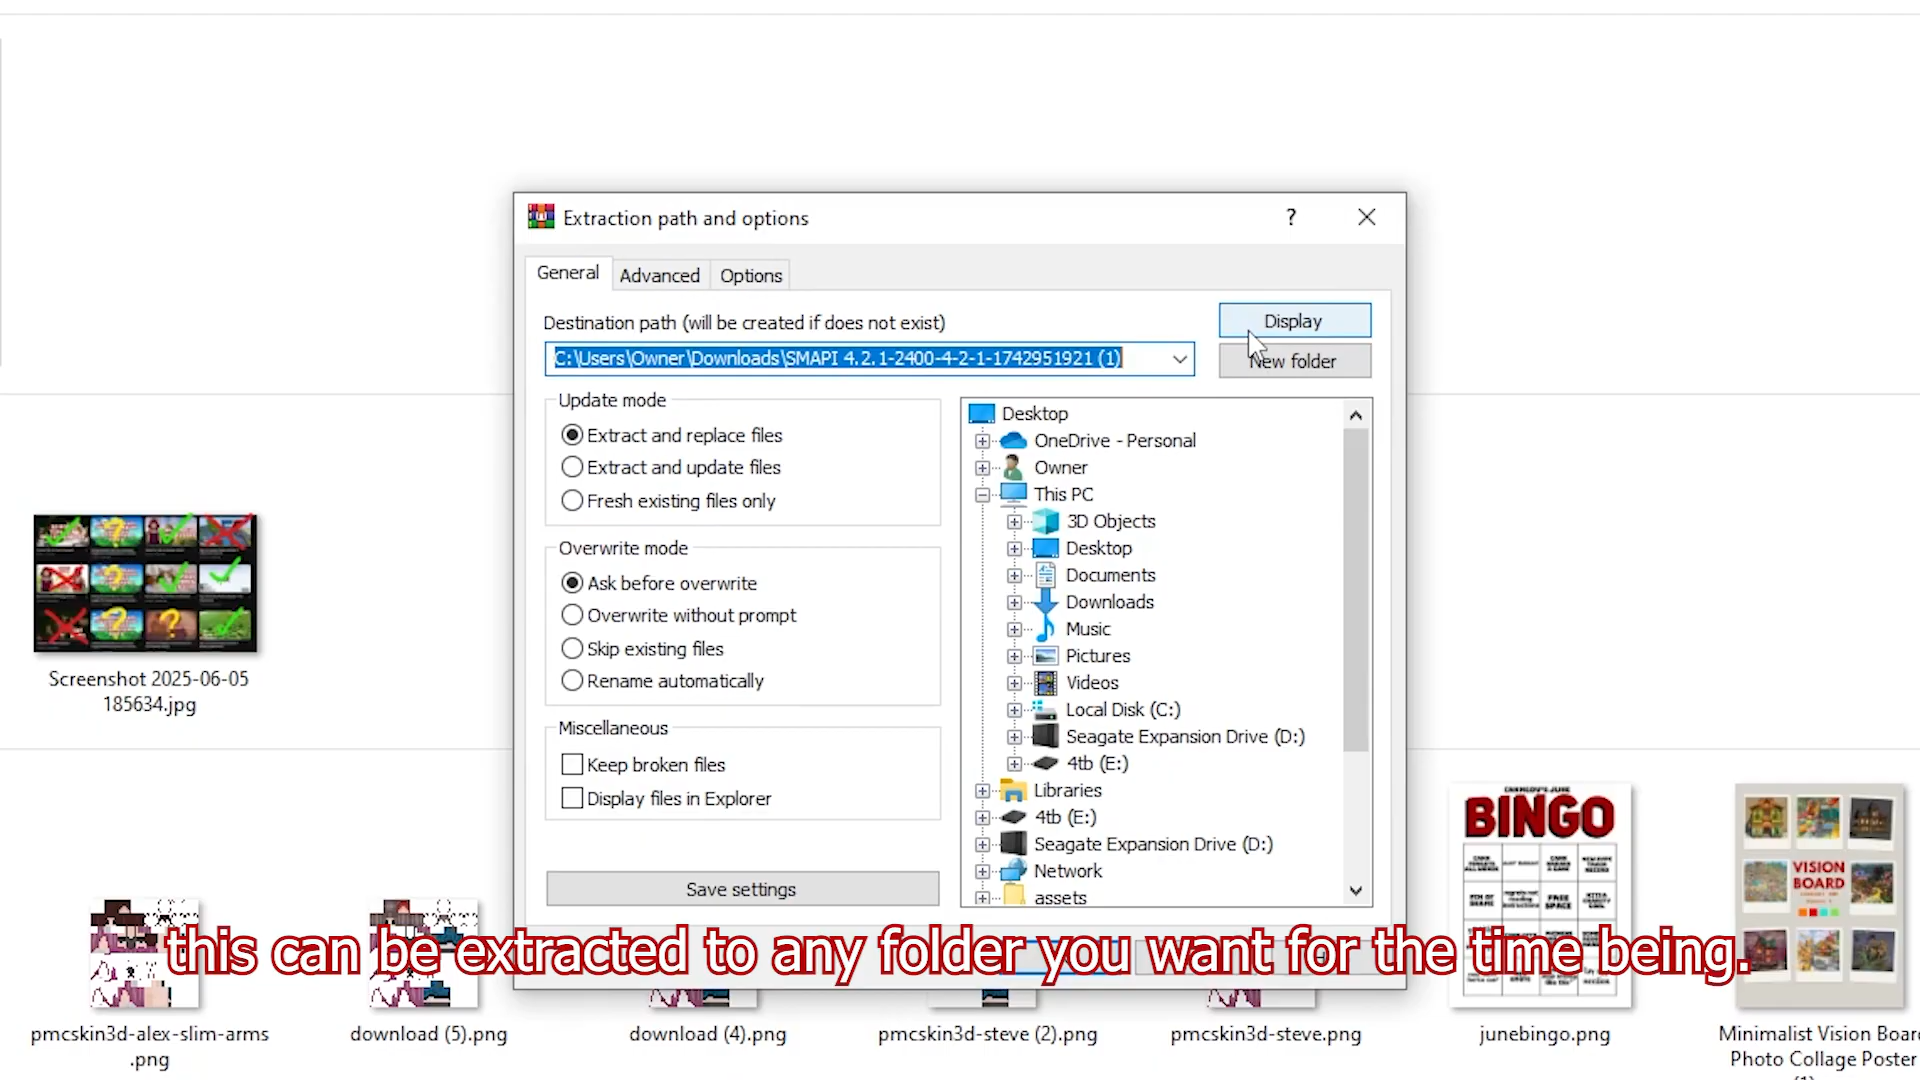 Extraction path and options
?
General
Advanced
Options
Destination path (will be created if does not exist)
C:\Users\Owner\Downloads\SMAPI 4.2.1-2400-4-2-1-1742951921 (1)
Display
New folder
Update mode
Extract and replace files
Extract and update files
Fresh existing files only
Overwrite mode
Ask before overwrite
Overwrite without prompt
Skip existing files
Rename automatically
Miscellaneous
Keep broken files
Display files in Explorer
Save settings
Desktop
OneDrive - Personal
Owner
This PC
3D Objects
Desktop
Documents
Downloads
Music
Pictures
Videos
Local Disk (C:)
Seagate Expansion Drive (D:)
4tb (E:)
Libraries
4tb (E:)
Seagate Expansion Drive (D:)
Network
assets
this can be extracted to any folder you want for the time being.
Screenshot 2025-06-05
185634.jpg
BINGO
FREE
SPACE
VISION
BOARD
pmcskin3d-alex-slim-arms
.png
download (5).png
download (4).png
pmcskin3d-steve (2).png
pmcskin3d-steve.png
junebingo.png
Minimalist Vision Board
Photo Collage Poster